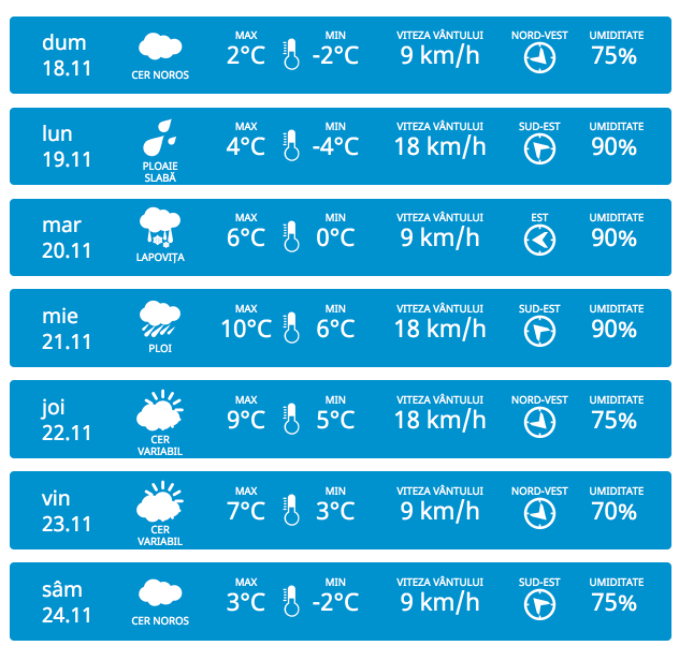 dum
18.11
CER NOROS
MAX
2°C
MIN
-2°C
VITEZA VÂNTULUI
9 km/h
NORD-VEST
UMIDITATE
75%
lun
19.11
PLOAIE
SLABĂ
MAX
4°C
MIN
-4°C
VITEZA VÂNTULUI
18 km/h
SUD-EST
UMIDITATE
90%
mar
20.11
LAPOVIȚA
MAX
6°C
MIN
0°C
VITEZA VÂNTULUI
9 km/h
EST
UMIDITATE
90%
mie
21.11
PLOI
MAX
10°C
MIN
6°C
VITEZA VÂNTULUI
18 km/h
SUD-EST
UMIDITATE
90%
joi
22.11
CER
VARIABIL
MAX
9°C
MIN
5°C
VITEZA VÂNTULUI
18 km/h
NORD-VEST
UMIDITATE
75%
vin
23.11
CER
VARIABIL
MAX
7°C
MIN
3°C
VITEZA VÂNTULUI
9 km/h
NORD-VEST
UMIDITATE
70%
sâm
24.11
CER NOROS
MAX
3°C
MIN
-2°C
VITEZA VÂNTULUI
9 km/h
SUD-EST
UMIDITATE
75%